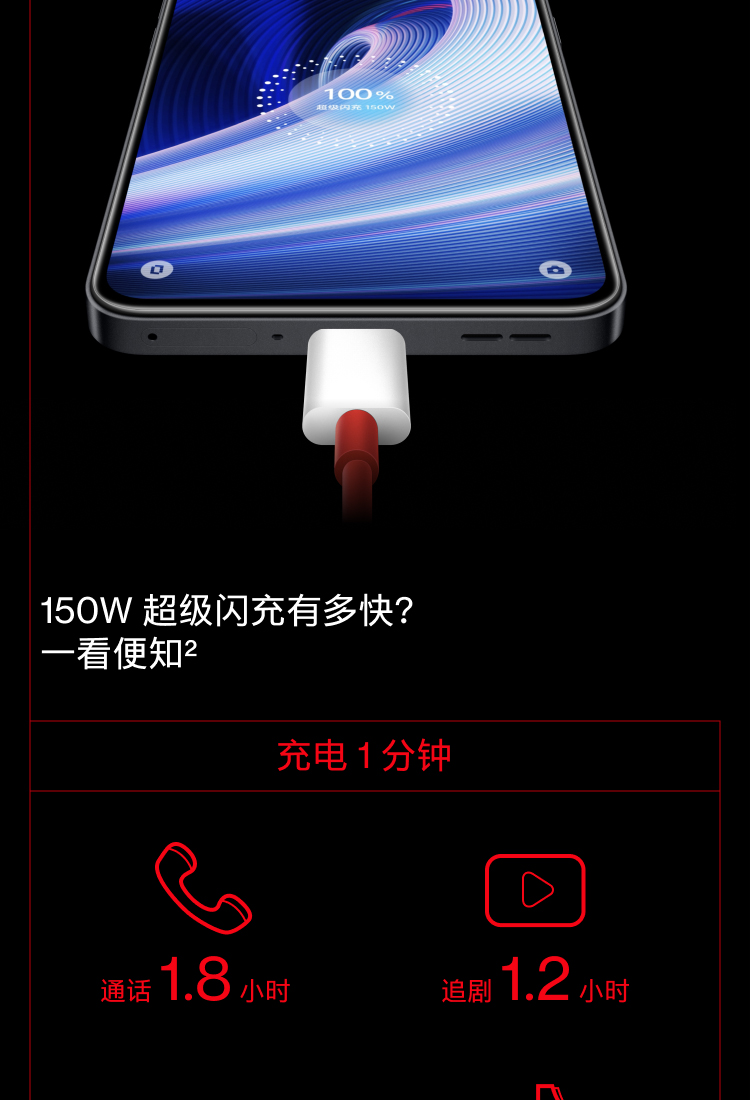 100%
超级闪充 150W
150W 超级闪充有多快?
一看便知²
充电 1 分钟
通话 1.8 小时
追剧 1.2 小时